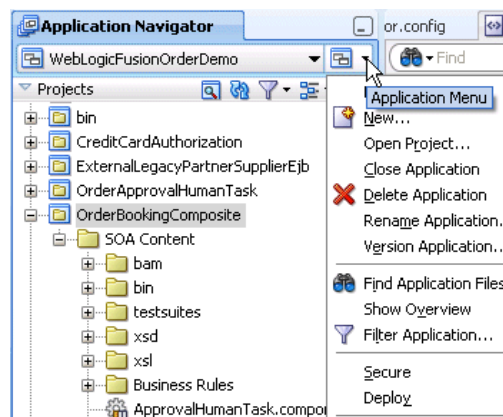 Application Navigator
or.config
WebLogicFusionOrderDemo
Find
Projects
Application Menu
bin
New...
CreditCardAuthorization
Open Project...
ExternalLegacyPartnerSupplierEjb
Close Application
OrderApprovalHumanTask
Delete Application
OrderBookingComposite
Rename Application.
SOA Content
Version Application..
bam
bin
Find Application Files
testsuites
Show Overview
xsd
Filter Application...
xsl
Secure
Business Rules
Deploy
ApprovalHumanTask.compor